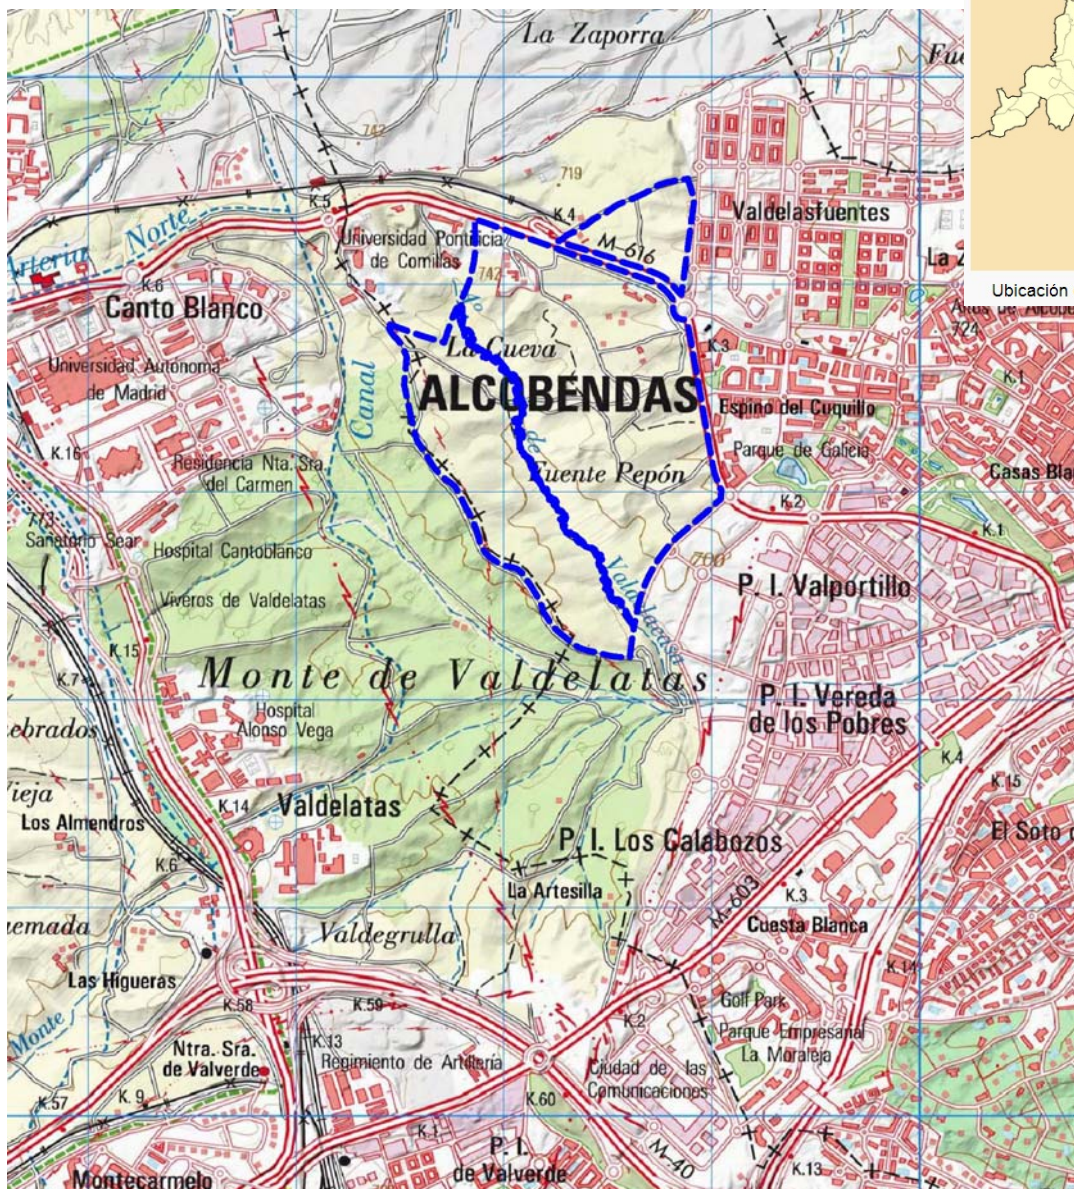 La Zaporra
742
719
K.5
K.4
Valdelasfuentes
M-616
Universidad Pontificia
de Comillas
Arteria Norte
K.6
742
Ubicación
Canto Blanco
724
K.3
La Cueva
Universidad Autónoma
de Madrid
K.1
ALCOBENDAS
Canal
Espino del Cuquillo
de
Parque de Galicia
K.16
Residencia Nta. Sra.
del Carmen
Fuente Pepón
Casas Bla
K.2
K.1
713
Sanatorio Sear
Hospital Cantoblanco
700
Valdelacasa
P. I. Valportillo
Viveros de Valdelatas
K.15
K.7
Monte de Valdelatas
Hospital
Alonso Vega
P. I. Vereda
de los Pobres
ebrados
K.4
K.15
Vieja
K.14
Valdelatas
Los Almendros
El Soto d
P. I. Los Calabozos
K.6
La Artesilla
M-603
K.3
uemada
Valdegrulla
Cuesta Blanca
Las Higueras
K.14
K.58
K.59
Golf Park
K.2
Monte
K.13
Parque Empresarial
La Moraleja
Ntra. Sra.
de Valverde
Regimiento de Artillería
Ciudad de las
Comunicaciones
K.57
K.9
K.60
K.1
M-40
P. I.
de Valverde
K.13
Montecarmelo